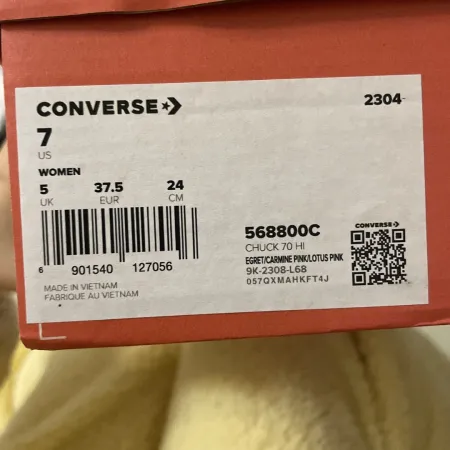 CONVERSE
2304
7
US
WOMEN
5 37.5 24
UK EUR CM
6 901540 127056
MADE IN VIETNAM
FABRIQUE AU VIETNAM
CONVERSE
568800C
CHUCK 70 HI
EGRET/CARMINE PINK/LOTUS PINK
9K-2308-L68
057QXMAHKFT4J